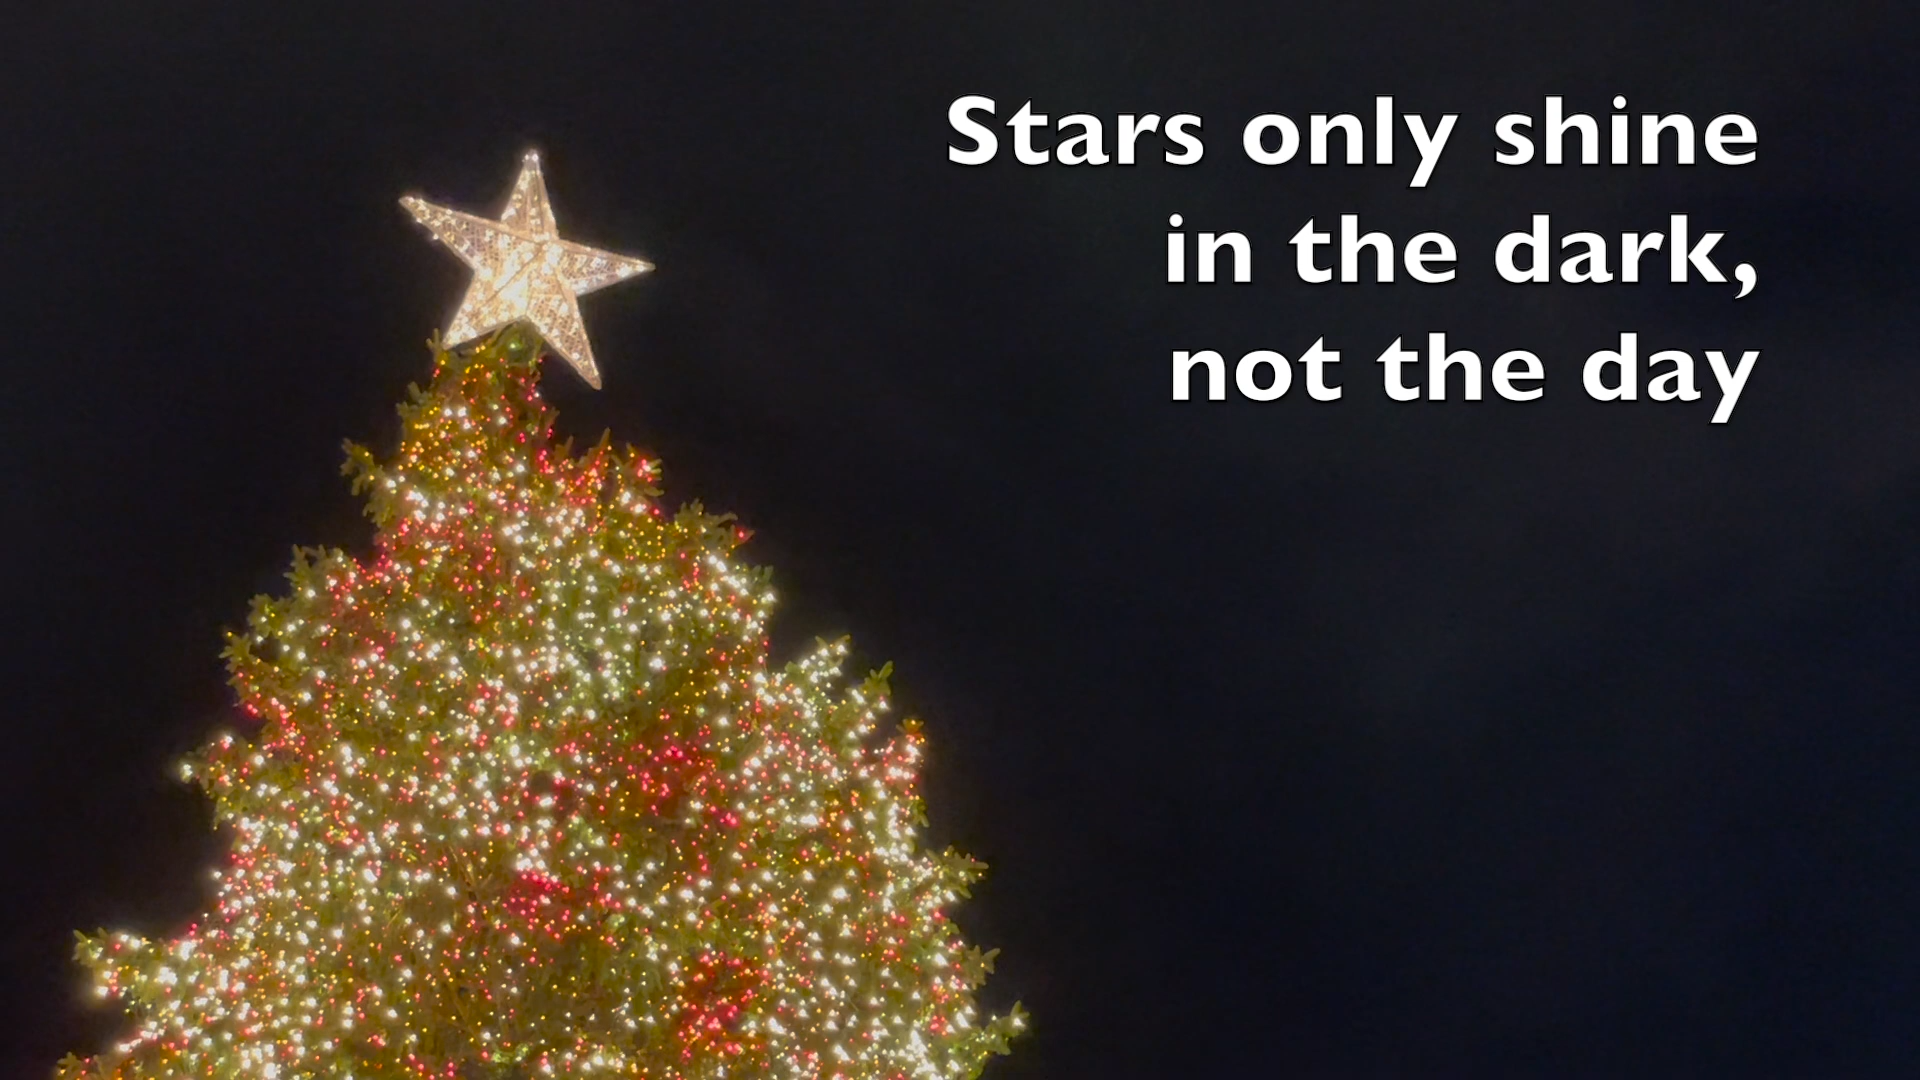 Stars only shine
in the dark,
not the day